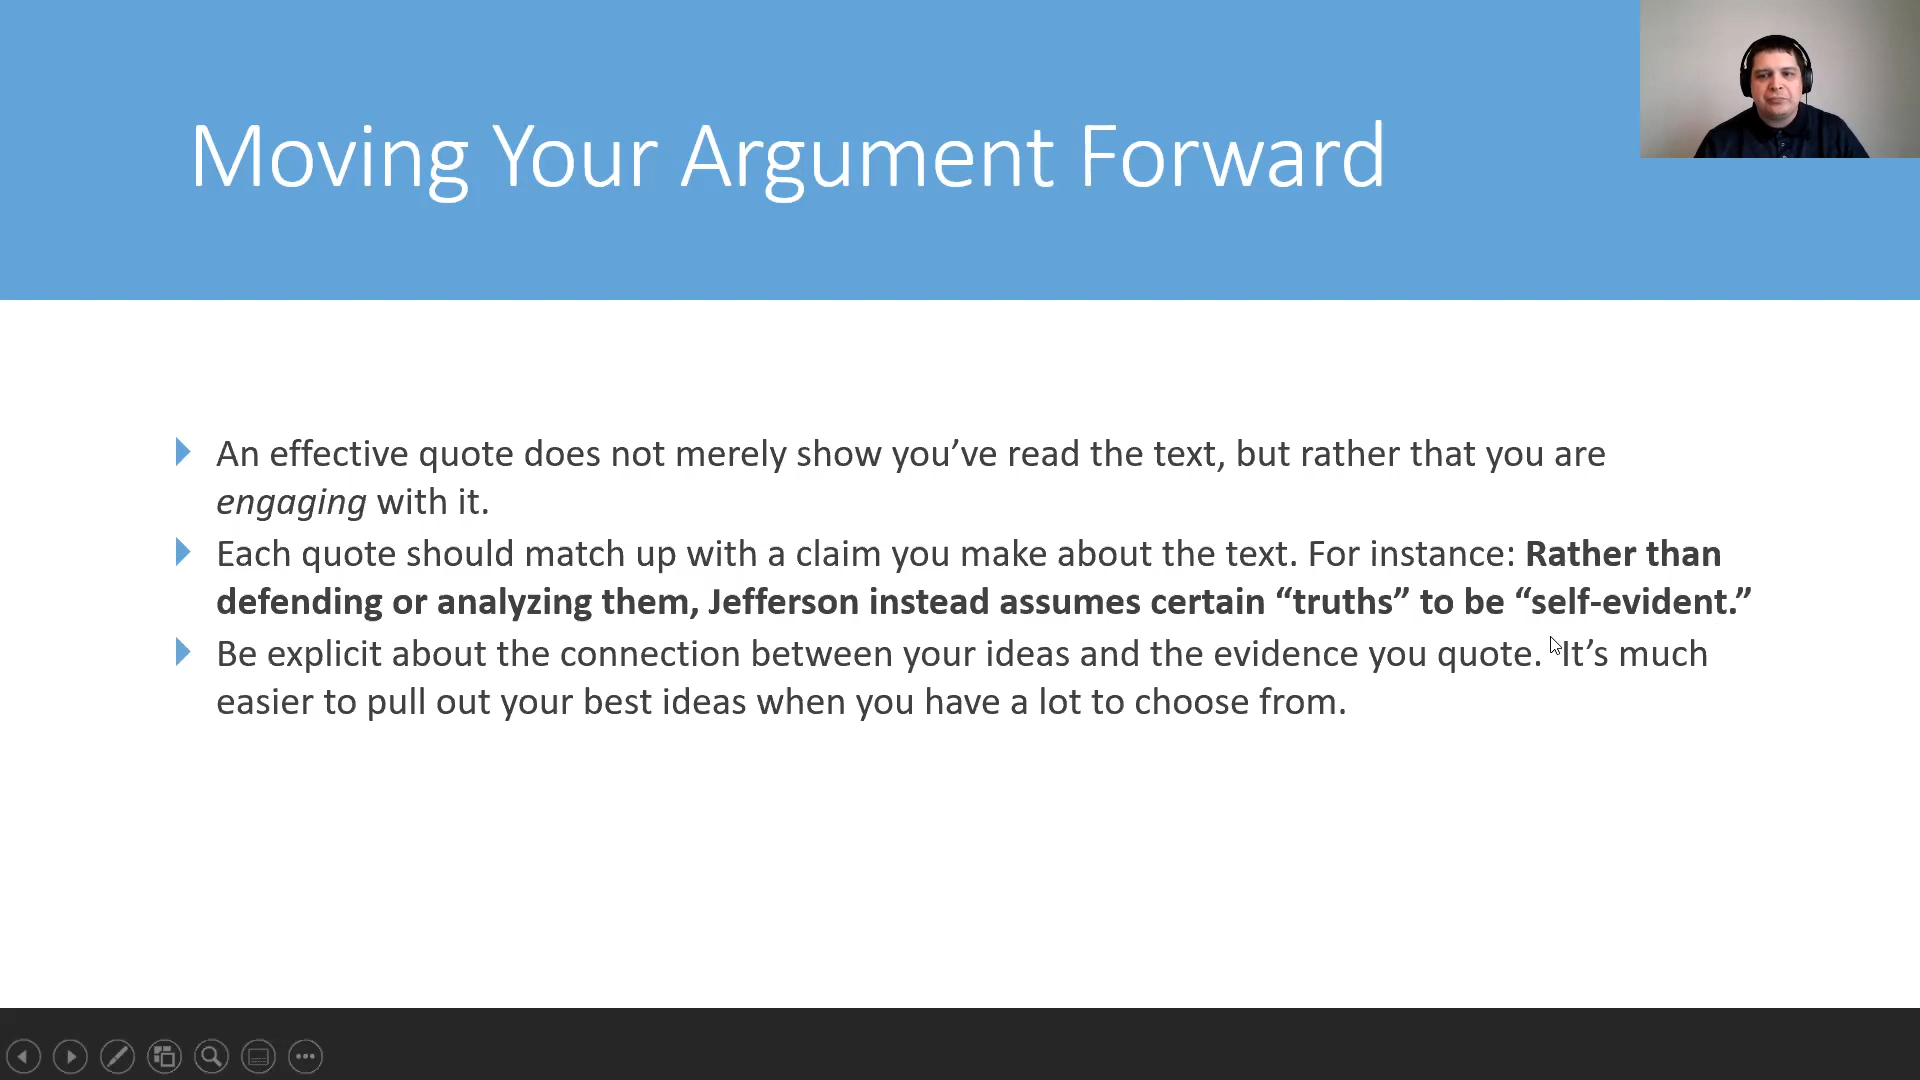 Moving Your Argument Forward
An effective quote does not merely show you’ve read the text, but rather that you are
engaging with it.
Each quote should match up with a claim you make about the text. For instance: Rather than
defending or analyzing them, Jefferson instead assumes certain “truths” to be “self-evident.”
Be explicit about the connection between your ideas and the evidence you quote.  It’s much
easier to pull out your best ideas when you have a lot to choose from.